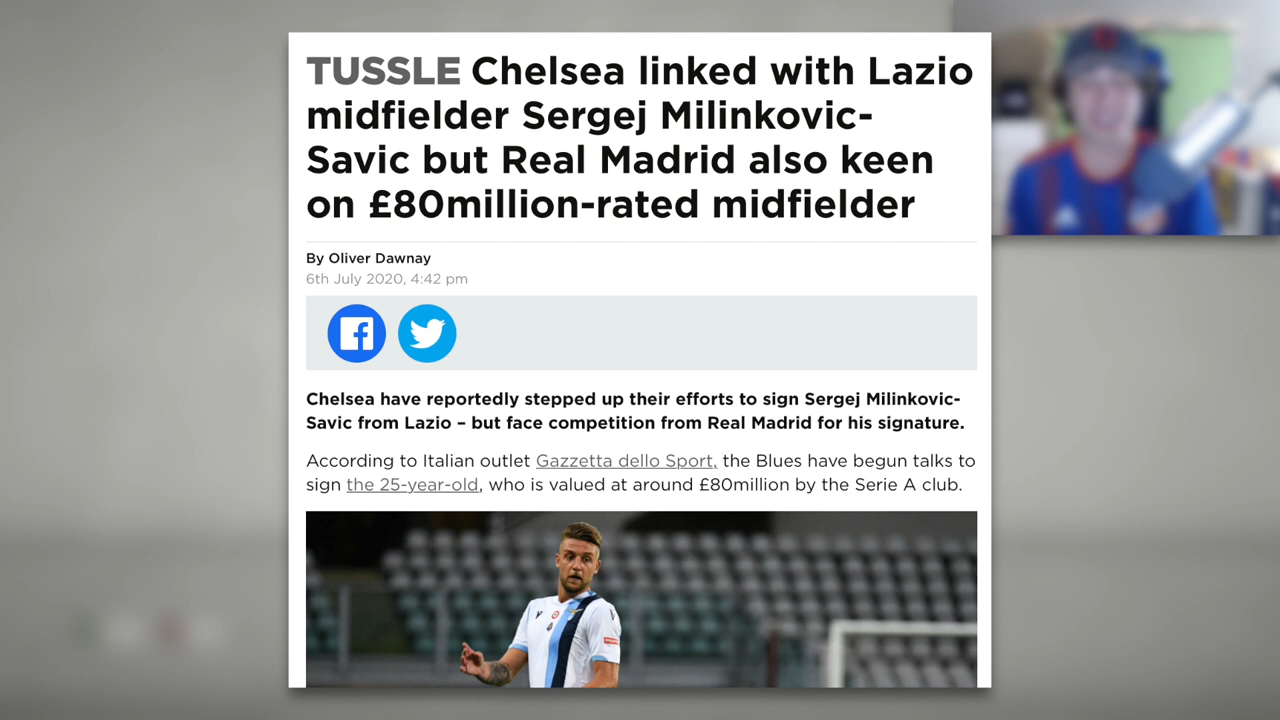 TUSSLE Chelsea linked with Lazio
midfielder Sergej Milinkovic-
Savic but Real Madrid also keen
on £80million-rated midfielder
By Oliver Dawnay
6th July 2020, 4:42 pm
Chelsea have reportedly stepped up their efforts to sign Sergej Milinkovic-
Savic from Lazio – but face competition from Real Madrid for his signature.
According to Italian outlet Gazzetta dello Sport, the Blues have begun talks to
sign the 25-year-old, who is valued at around £80million by the Serie A club.